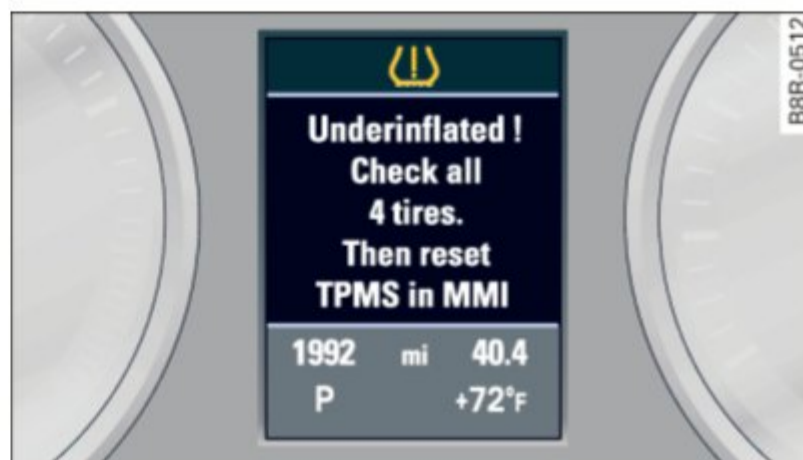 Underinflated !
Check all
4 tires.
Then reset
TPMS in MMI
1992 mi 40.4
P +72°F
B8R-0512